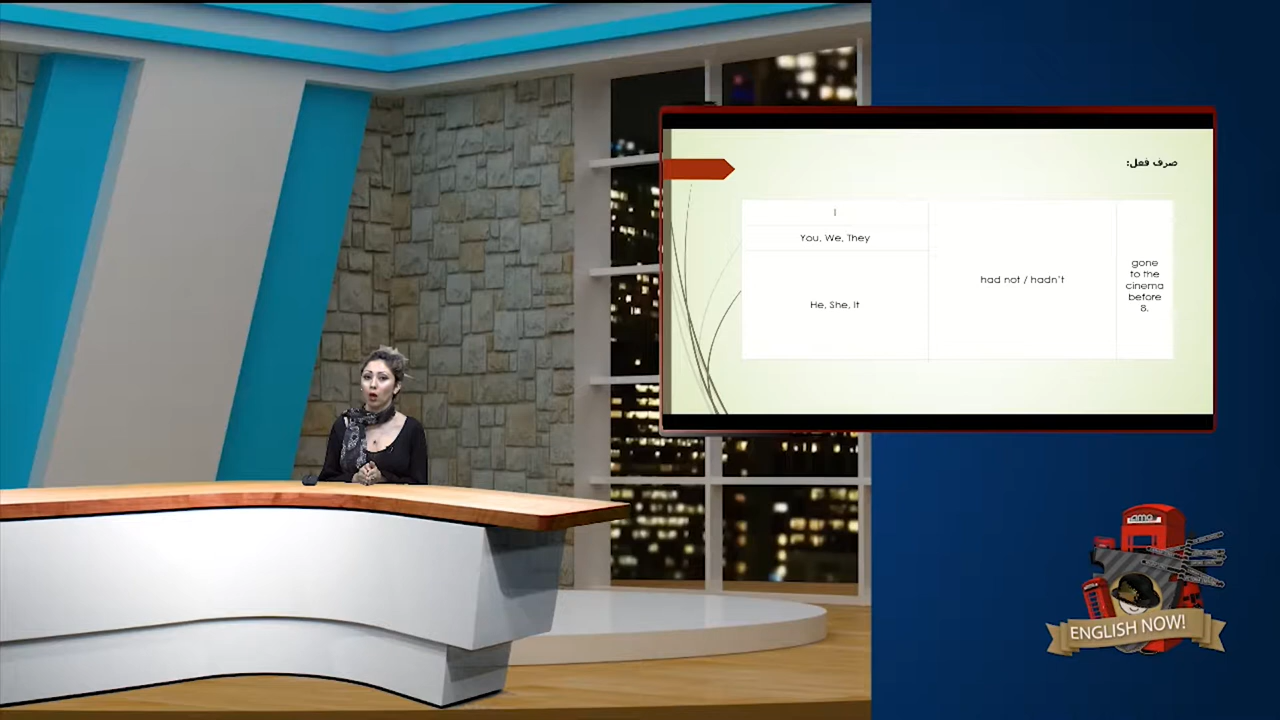 صرف فعل:
I
You, We, They
He, She, It
had not / hadn't
gone
to the
cinema
before
8.
ENGLISH NOW!